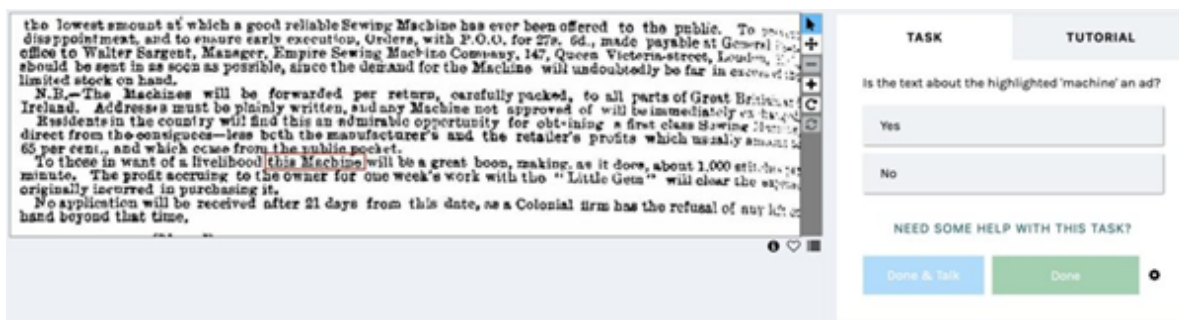 the lowest amount at which a good reliable Sewing Machine has ever been offered to the public. To
disappointment, and to ensure early execution, Orders, with P.O.O. for 27s. 6d., made payable at General
office to Walter Sargent, Manager, Empire Sewing Machine Company, 147, Queen Victoria-street, London,
should be sent in as soon as possible, since the demand for the Machine will undoubtedly be far in excess of the
limited stock on hand.
N.B.—The Machines will be forwarded per return, carefully packed, to all parts of Great Britain
Ireland. Addresses must be plainly written, and any Machine not approved of will be immediately
Residents in the country will find this an admirable opportunity for obtaining a first class Sewing Machine
direct from the consignees—less both the manufacturer's and the retailer's profits which usually amount
65 per cent., and which come from the public pocket.
To those in want of a livelihood this Machine will be a great boon, making, as it does, about 1,000 stitches
minute. The profit accruing to the owner for one week's work with the "Little Gem" will clear the
originally incurred in purchasing it.
No application will be received after 21 days from this date, as a Colonial firm has the refusal of any
hand beyond that time.
TASK
TUTORIAL
Is the text about the highlighted 'machine' an ad?
Yes
No
NEED SOME HELP WITH THIS TASK?
Done & Talk
Done